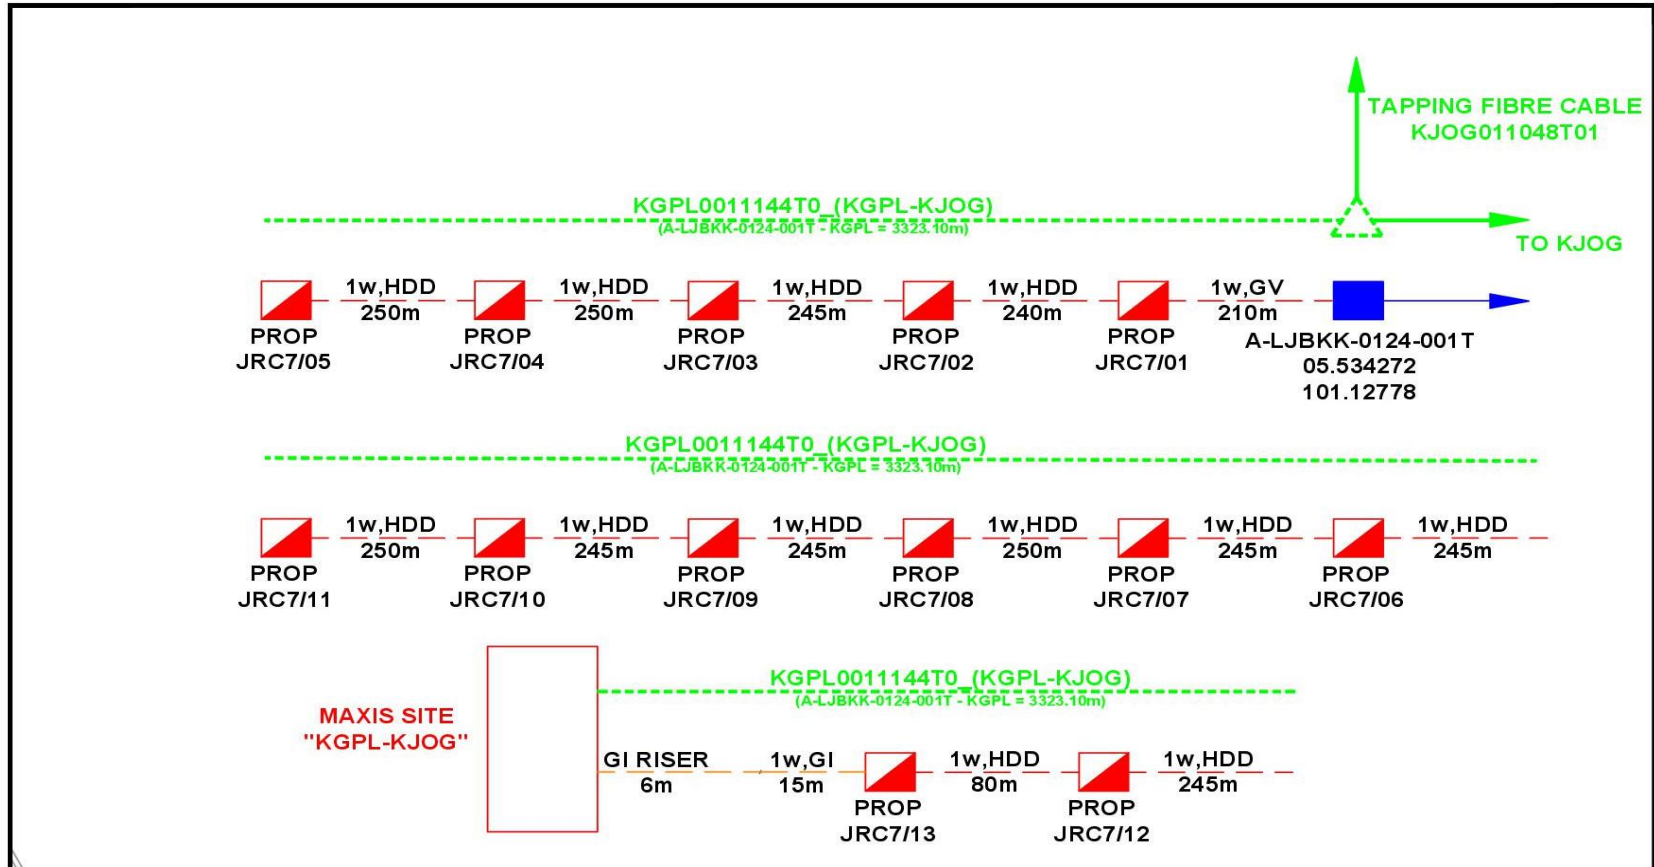 TAPPING FIBRE CABLE
KJOG011048T01
KGPL0011144T0_(KGPL-KJOG)
(A-LJBKK-0124-001T - KGPL = 3323.10m)
TO KJOG
1w,HDD 1w,HDD 1w,HDD 1w,HDD 1w,GV
250m 250m 245m 240m 210m
PROP PROP PROP PROP PROP A-LJBKK-0124-001T
JRC7/05 JRC7/04 JRC7/03 JRC7/02 JRC7/01 05.534272
101.12778
KGPL0011144T0_(KGPL-KJOG)
(A-LJBKK-0124-001T - KGPL = 3323.10m)
1w,HDD 1w,HDD 1w,HDD 1w,HDD 1w,HDD 1w,HDD
250m 245m 245m 250m 245m 245m
PROP PROP PROP PROP PROP PROP
JRC7/11 JRC7/10 JRC7/09 JRC7/08 JRC7/07 JRC7/06
KGPL0011144T0_(KGPL-KJOG)
(A-LJBKK-0124-001T - KGPL = 3323.10m)
MAXIS SITE
"KGPL-KJOG"
GI RISER 1w,GI 1w,HDD 1w,HDD
6m 15m 80m 245m
PROP PROP
JRC7/13 JRC7/12